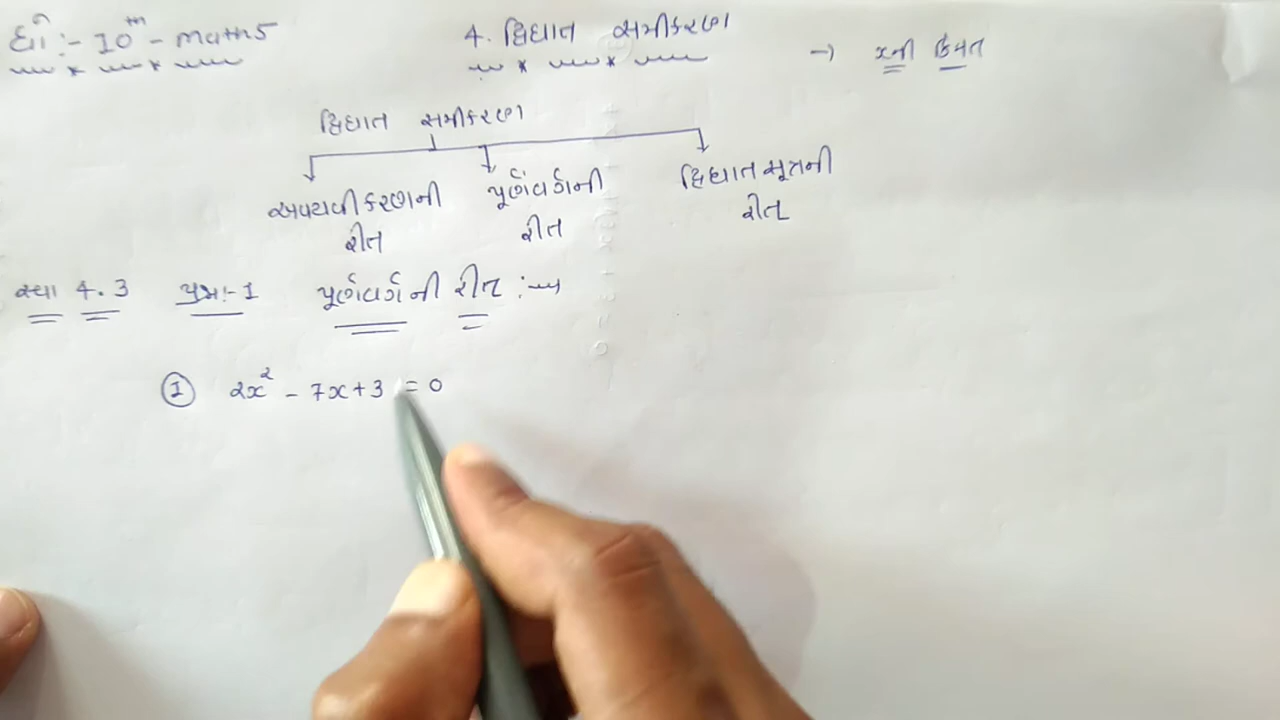 ધો :- 10th - maths
4. દ્વિઘાત સમીકરણ
→ xની કિંમત
દ્વિઘાત સમીકરણ
અવયવીકરણની રીત
પૂર્ણવર્ગની રીત
દ્વિઘાત સૂત્રની રીત
સ્વા 4.3 પ્રશ્ન:-1 પૂર્ણવર્ગની રીત :→
① 2x² - 7x + 3 = 0